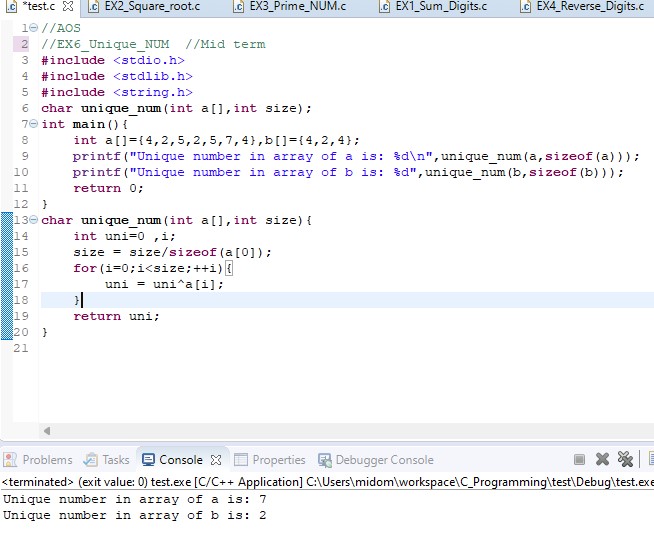 *test.c EX2_Square_root.c EX3_Prime_NUM.c EX1_Sum_Digits.c EX4_Reverse_Digits.c
1 //AOS
2 //EX6_Unique_NUM  //Mid term
3 #include <stdio.h>
4 #include <stdlib.h>
5 #include <string.h>
6 char unique_num(int a[],int size);
7 int main(){
8     int a[]={4,2,5,2,5,7,4},b[]={4,2,4};
9     printf("Unique number in array of a is: %d\n",unique_num(a,sizeof(a)));
10     printf("Unique number in array of b is: %d",unique_num(b,sizeof(b)));
11     return 0;
12 }
13 char unique_num(int a[],int size){
14     int uni=0 ,i;
15     size = size/sizeof(a[0]);
16     for(i=0;i<size;++i){
17         uni = uni^a[i];
18     }
19     return uni;
20 }
21
Problems Tasks Console Properties Debugger Console
<terminated> (exit value: 0) test.exe [C/C++ Application] C:\Users\midom\workspace\C_Programming\test\Debug\test.exe
Unique number in array of a is: 7
Unique number in array of b is: 2